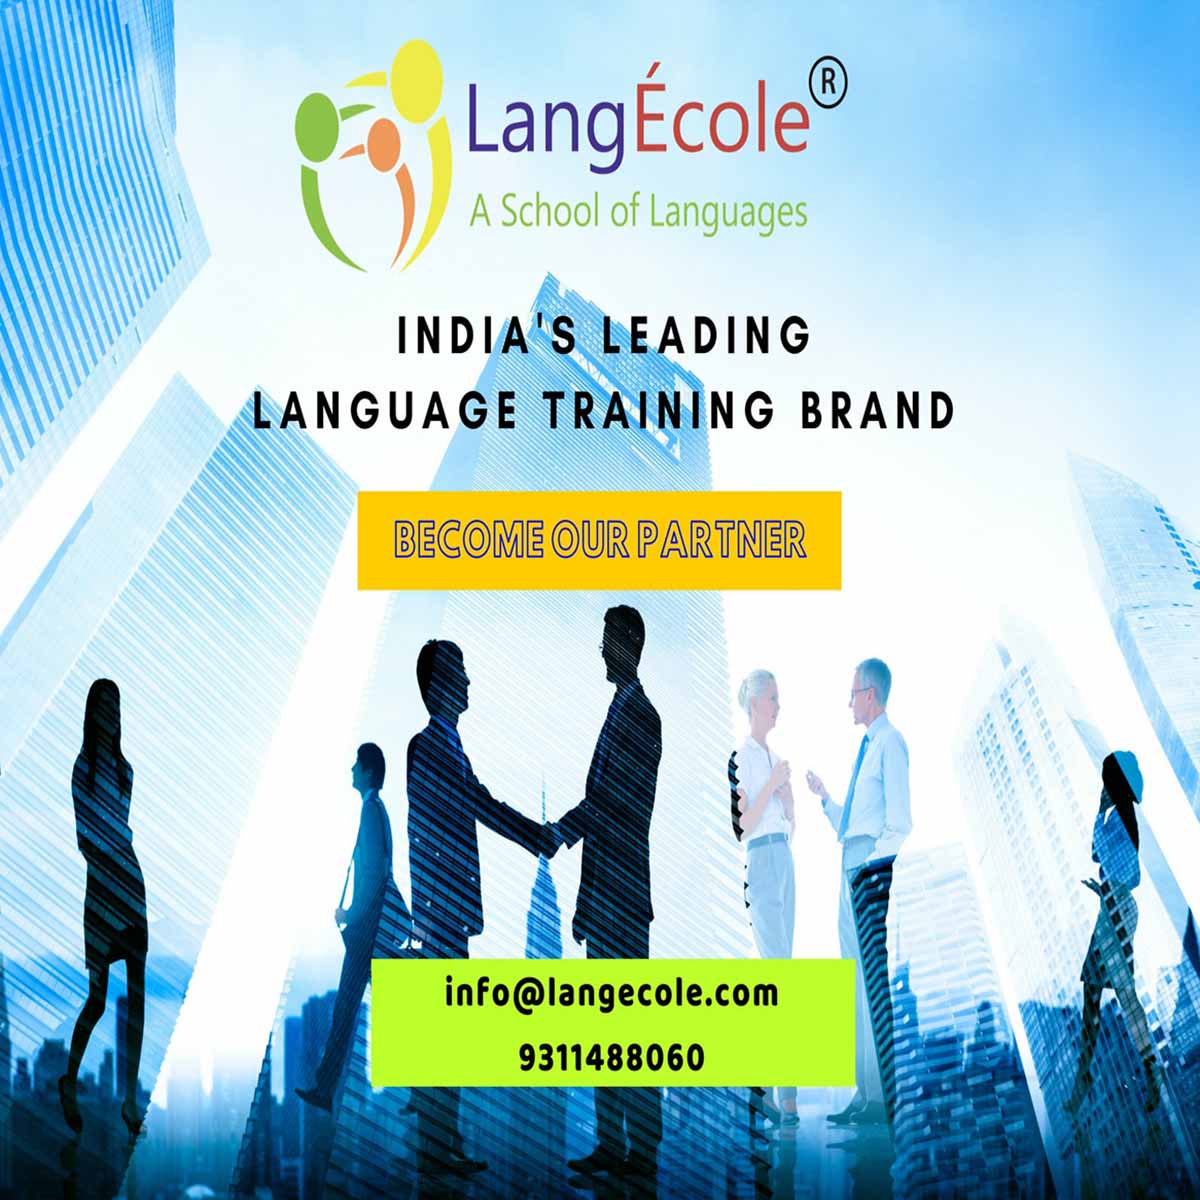 LangÉcole®
A School of Languages
INDIA'S LEADING
LANGUAGE TRAINING BRAND
BECOME OUR PARTNER
info@langecole.com
9311488060